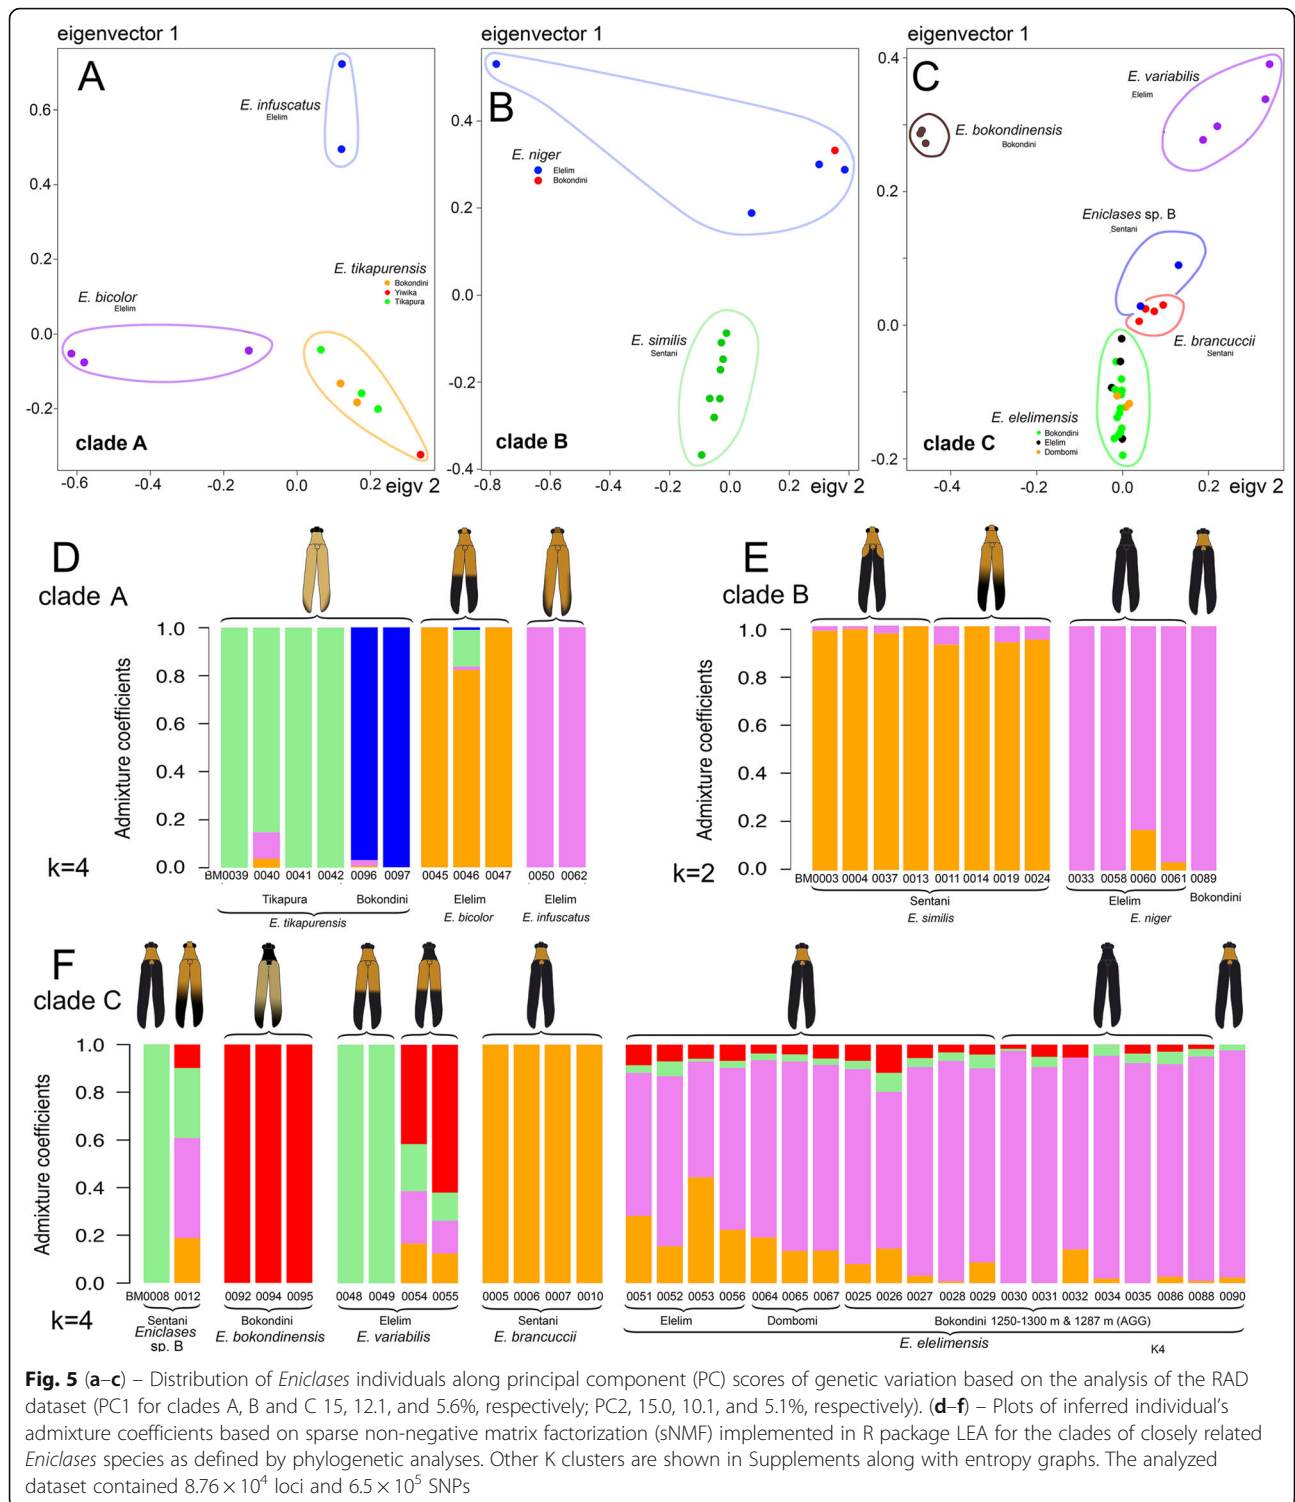 eigenvector 1
eigenvector 1
eigenvector 1
A
0.6
0.4
0.2
0.0
-0.2
E. infuscatus
Elelim
E. tikapurensis
Bokondini
Yiwika
Tikapura
E. bicolor
Elelim
clade A
-0.6 -0.4 -0.2 0.0 0.2 eigv 2
B
0.4
0.2
0.0
-0.2
-0.4
E. niger
Elelim
Bokondini
E. similis
Sentani
clade B
-0.8 -0.6 -0.4 -0.2 0.0 eigv 2
C
0.4
0.2
0.0
-0.2
E. variabilis
Elelim
E. bokondinensis
Bokondini
Eniclases sp. B
Sentani
E. brancuccii
Sentani
E. elelimensis
Bokondini
Elelim
Dombomi
clade C
-0.4 -0.2 0.0 0.2 eigv 2
D
clade A
Admixture coefficients
1.0
0.8
0.6
0.4
0.2
0.0
k=4
BM0039 0040 0041 0042 0096 0097 0045 0046 0047 0050 0062
Tikapura Bokondini Elelim Elelim
E. tikapurensis E. bicolor E. infuscatus
E
clade B
Admixture coefficients
1.0
0.8
0.6
0.4
0.2
0.0
k=2
BM0003 0004 0037 0013 0011 0014 0019 0024 0033 0058 0060 0061 0089
Sentani Elelim Bokondini
E. similis E. niger
F
clade C
Admixture coefficients
1.0
0.8
0.6
0.4
0.2
0.0
k=4
BM0008 0012 0092 0094 0095 0048 0049 0054 0055 0005 0006 0007 0010 0051 0052 0053 0056 0064 0065 0067 0025 0026 0027 0028 0029 0030 0031 0032 0034 0035 0086 0088 0090
Sentani Bokondini Elelim Sentani Elelim Dombomi Bokondini 1250-1300 m & 1287 m (AGG)
Eniclases sp. B E. bokondinensis E. variabilis E. brancuccii E. elelimensis
K4
Fig. 5 (a–c) – Distribution of Eniclases individuals along principal component (PC) scores of genetic variation based on the analysis of the RAD
dataset (PC1 for clades A, B and C 15, 12.1, and 5.6%, respectively; PC2, 15.0, 10.1, and 5.1%, respectively). (d–f) – Plots of inferred individual's
admixture coefficients based on sparse non-negative matrix factorization (sNMF) implemented in R package LEA for the clades of closely related
Eniclases species as defined by phylogenetic analyses. Other K clusters are shown in Supplements along with entropy graphs. The analyzed
dataset contained 8.76 × 10⁴ loci and 6.5 × 10⁵ SNPs